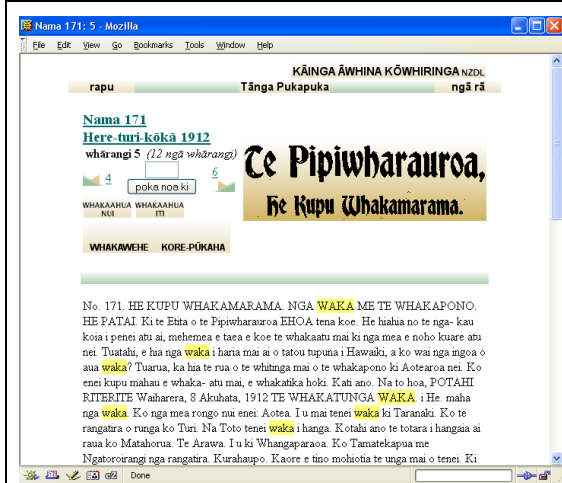 Nama 171: 5 - Mozilla
File Edit View Go Bookmarks Tools Window Help
KĀINGA ĀWHINA KŌWHIRINGA NZDL
rapu Tānga Pukapuka ngā rā
Nama 171
Here-turi-kōkā 1912
whārangi 5 (12 ngā whārangi)
4 6
poka noa ki
WHAKAAHUA NUI WHAKAAHUA ITI
WHAKAWEHE KORE-PŪKAHA
Te Pipiwharauroa,
He Kupu Whakamarama.
No. 171. HE KUPU WHAKAMARAMA. NGA WAKA ME TE WHAKAPONO.
HE PATAI. Ki te Etita o te Pipiwharauroa EHOA tena koe. He hiahia no te nga- kau
koia i penei atu ai, mehemea e taea e koe te whakaatu mai ki nga mea e noho kuare atu
nei. Tuatahi, e hia nga waka i haria mai ai o tatou tupuna i Hawaiki, a ko wai nga ingoa o
aua waka? Tuarua, ka hia te rua o te whitinga mai o te whakapono ki Aotearoa nei. Ko
enei kupu mahau e whaka- atu mai, e whakatika hoki. Kati ano. Na to hoa, POTAHI
RITERITE Waiharera, 8 Akuhata, 1912 TE WHAKATUNGA WAKA. i He. maha
nga waka. Ko nga mea rongo nui enei: Aotea. I u mai tenei waka ki Taranaki. Ko te
rangatira o runga ko Turi. Na Toto tenei waka i hanga. Kotahi ano te totara i hangaia ai
raua ko Matahorua. Te Arawa. I u ki Whangaparaoa. Ko Tamatekapua me
Ngatoroirangi nga rangatira. Kurahaupo. Kaore e tino mohiotia te unga mai o tenei. Ki
Done